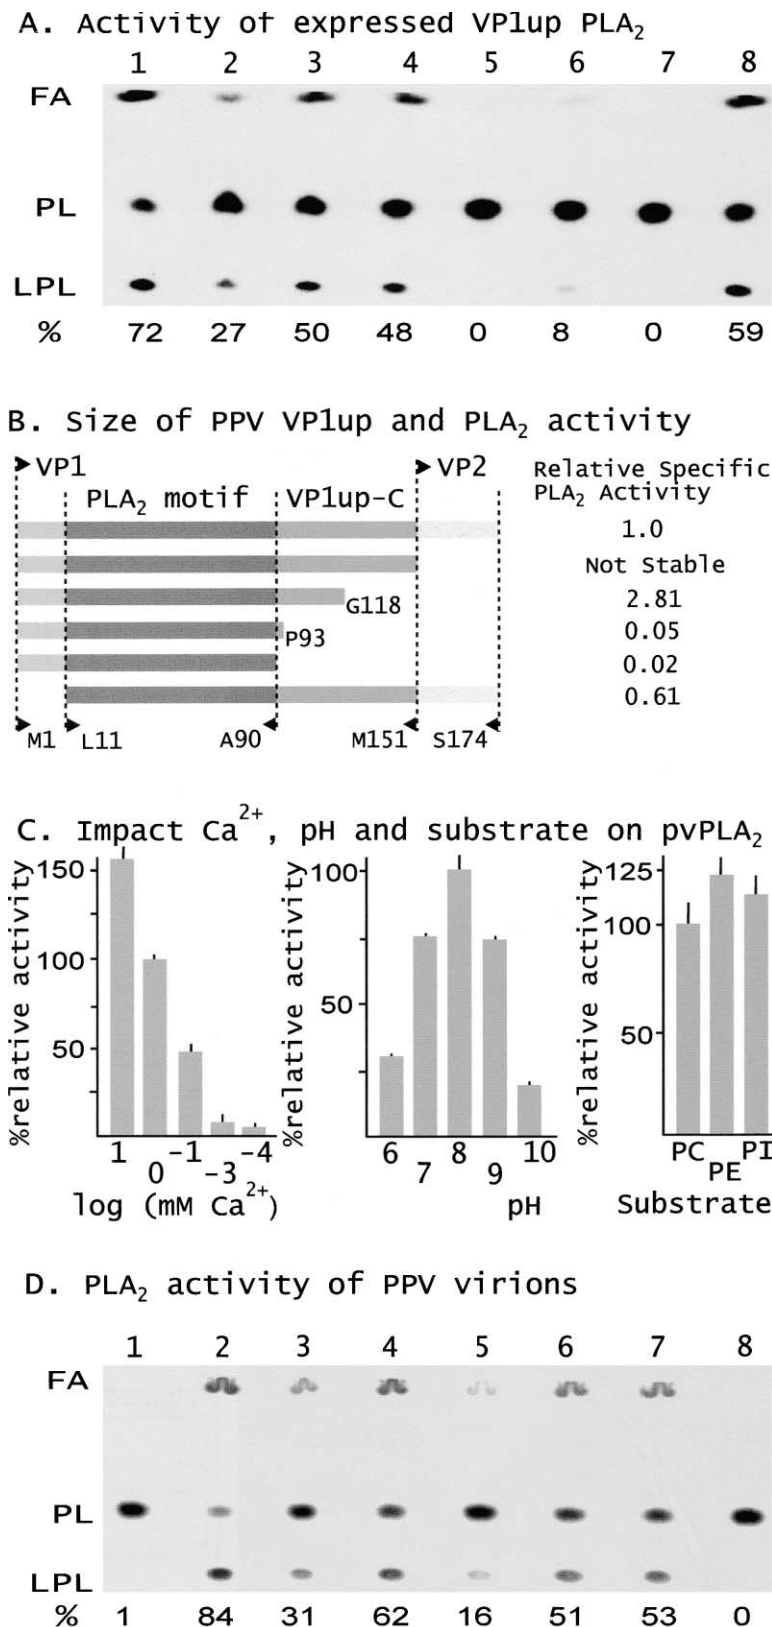 A. Activity of expressed VP1up PLA₂
1 2 3 4 5 6 7 8
FA
PL
LPL
% 72 27 50 48 0 8 0 59
B. Size of PPV VP1up and PLA₂ activity
VP1 VP2
Relative Specific
PLA₂ motif VP1up-C PLA₂ Activity
1.0
Not Stable
G118 2.81
P93 0.05
0.02
0.61
M1 L11 A90 M151 S174
C. Impact Ca²⁺, pH and substrate on pvPLA₂
%relative activity
150
100
50
1 0 -1 -3 -4
log (mM Ca²⁺)
%relative activity
100
50
6 7 8 9 10
pH
%relative activity
125
100
50
PC PE PI
Substrate
D. PLA₂ activity of PPV virions
1 2 3 4 5 6 7 8
FA
PL
LPL
% 1 84 31 62 16 51 53 0